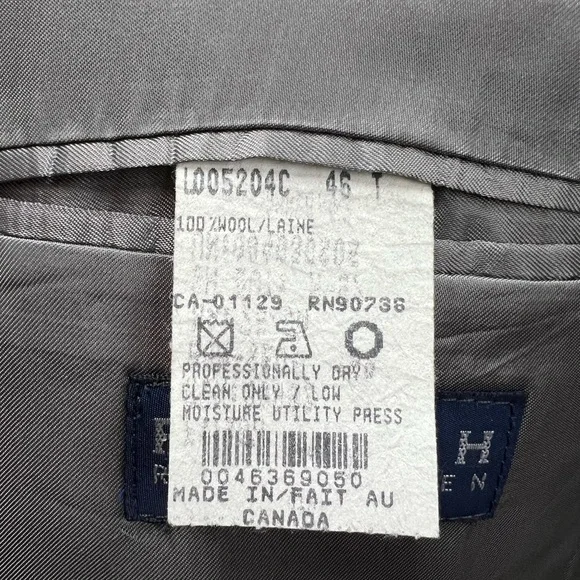 LD05204C 46 T
100%WOOL/LAINE
CA-01129 RN90736
PROFESSIONALLY DRY
CLEAN ONLY / LOW
MOISTURE UTILITY PRESS
0046369050
MADE IN/FAIT AU
CANADA
H
E N